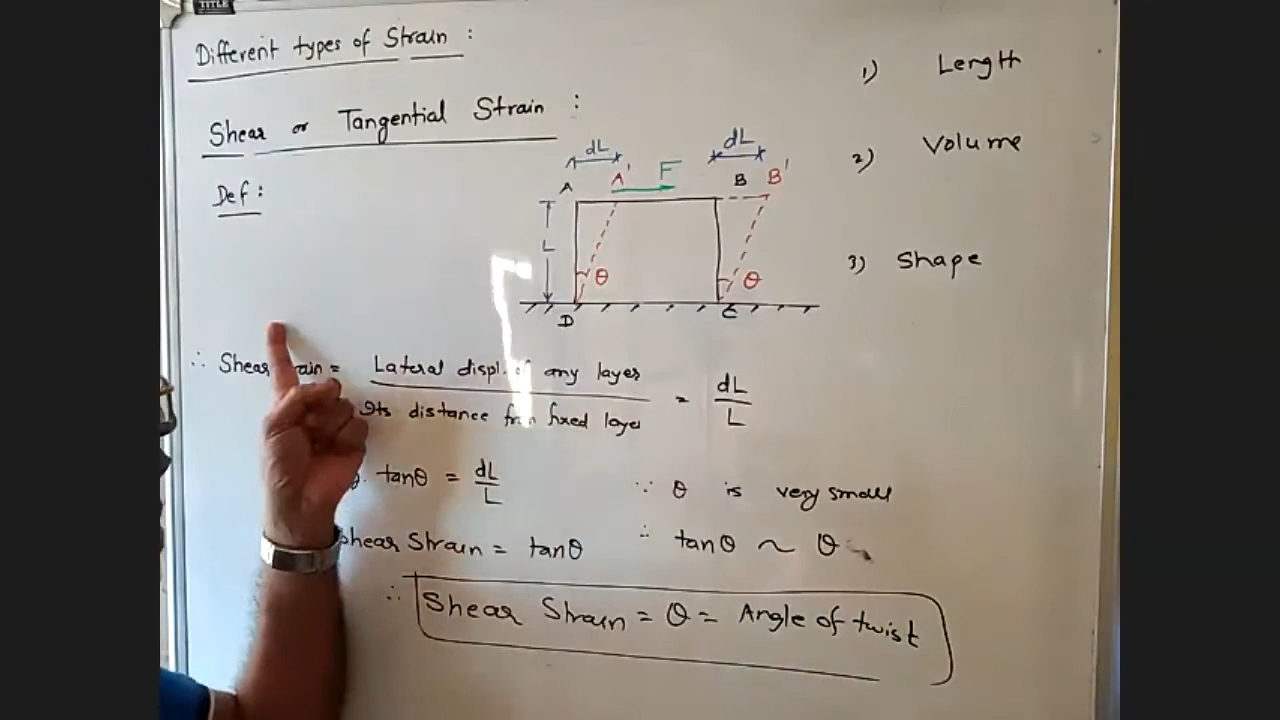 TITLE
Different types of Strain :
Shear or Tangential Strain :
Def :
1) Length
2) Volume
3) Shape
dL dL
A A' F B B'
L
θ θ
D C
∴ Shear = Lateral displ. of any layer = dL
Its distance from fixed layer L
tanθ = dL ∵ θ is very small
L
Shear Strain = tanθ ∴ tanθ ~ θ
∴ Shear Strain = θ = Angle of twist